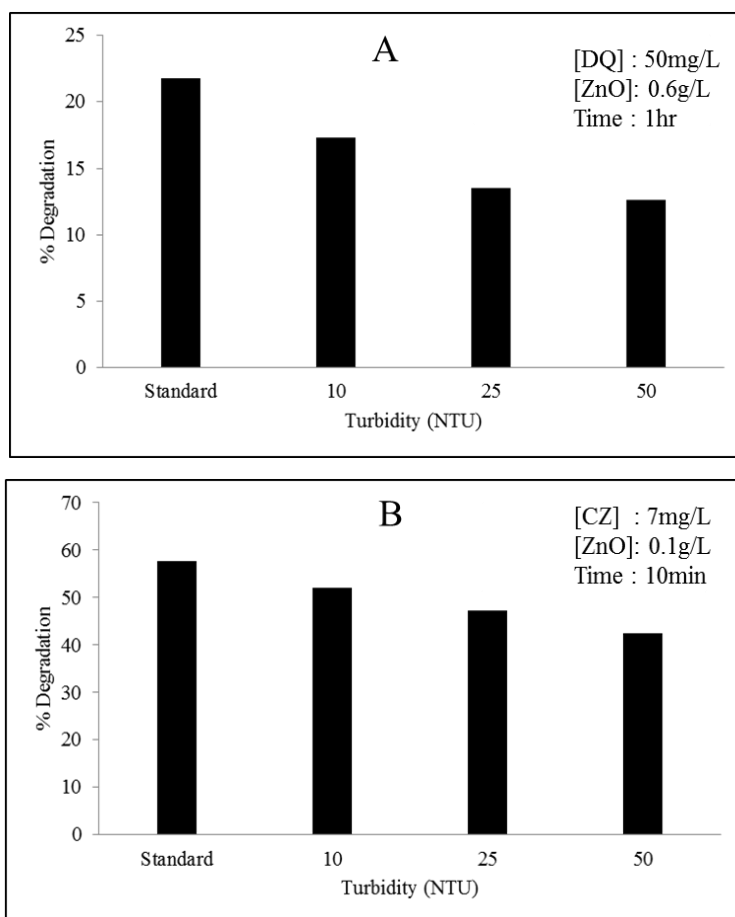 A
[DQ] : 50mg/L
[ZnO]: 0.6g/L
Time : 1hr
% Degradation
25
20
15
10
5
0
Standard 10 25 50
Turbidity (NTU)
B
[CZ] : 7mg/L
[ZnO]: 0.1g/L
Time : 10min
% Degradation
70
60
50
40
30
20
10
0
Standard 10 25 50
Turbidity (NTU)